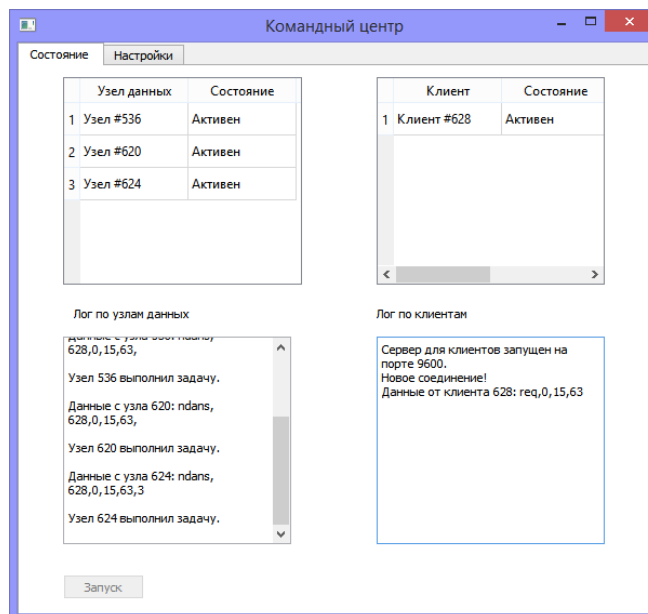 Командный центр
Состояние Настройки
Узел данных Состояние
1 Узел #536 Активен
2 Узел #620 Активен
3 Узел #624 Активен
Клиент Состояние
1 Клиент #628 Активен
Лог по узлам данных
628,0,15,63,
Узел 536 выполнил задачу.
Данные с узла 620: ndans,
628,0,15,63,
Узел 620 выполнил задачу.
Данные с узла 624: ndans,
628,0,15,63,3
Узел 624 выполнил задачу.
Лог по клиентам
Сервер для клиентов запущен на
порте 9600.
Новое соединение!
Данные от клиента 628: req,0,15,63
Запуск